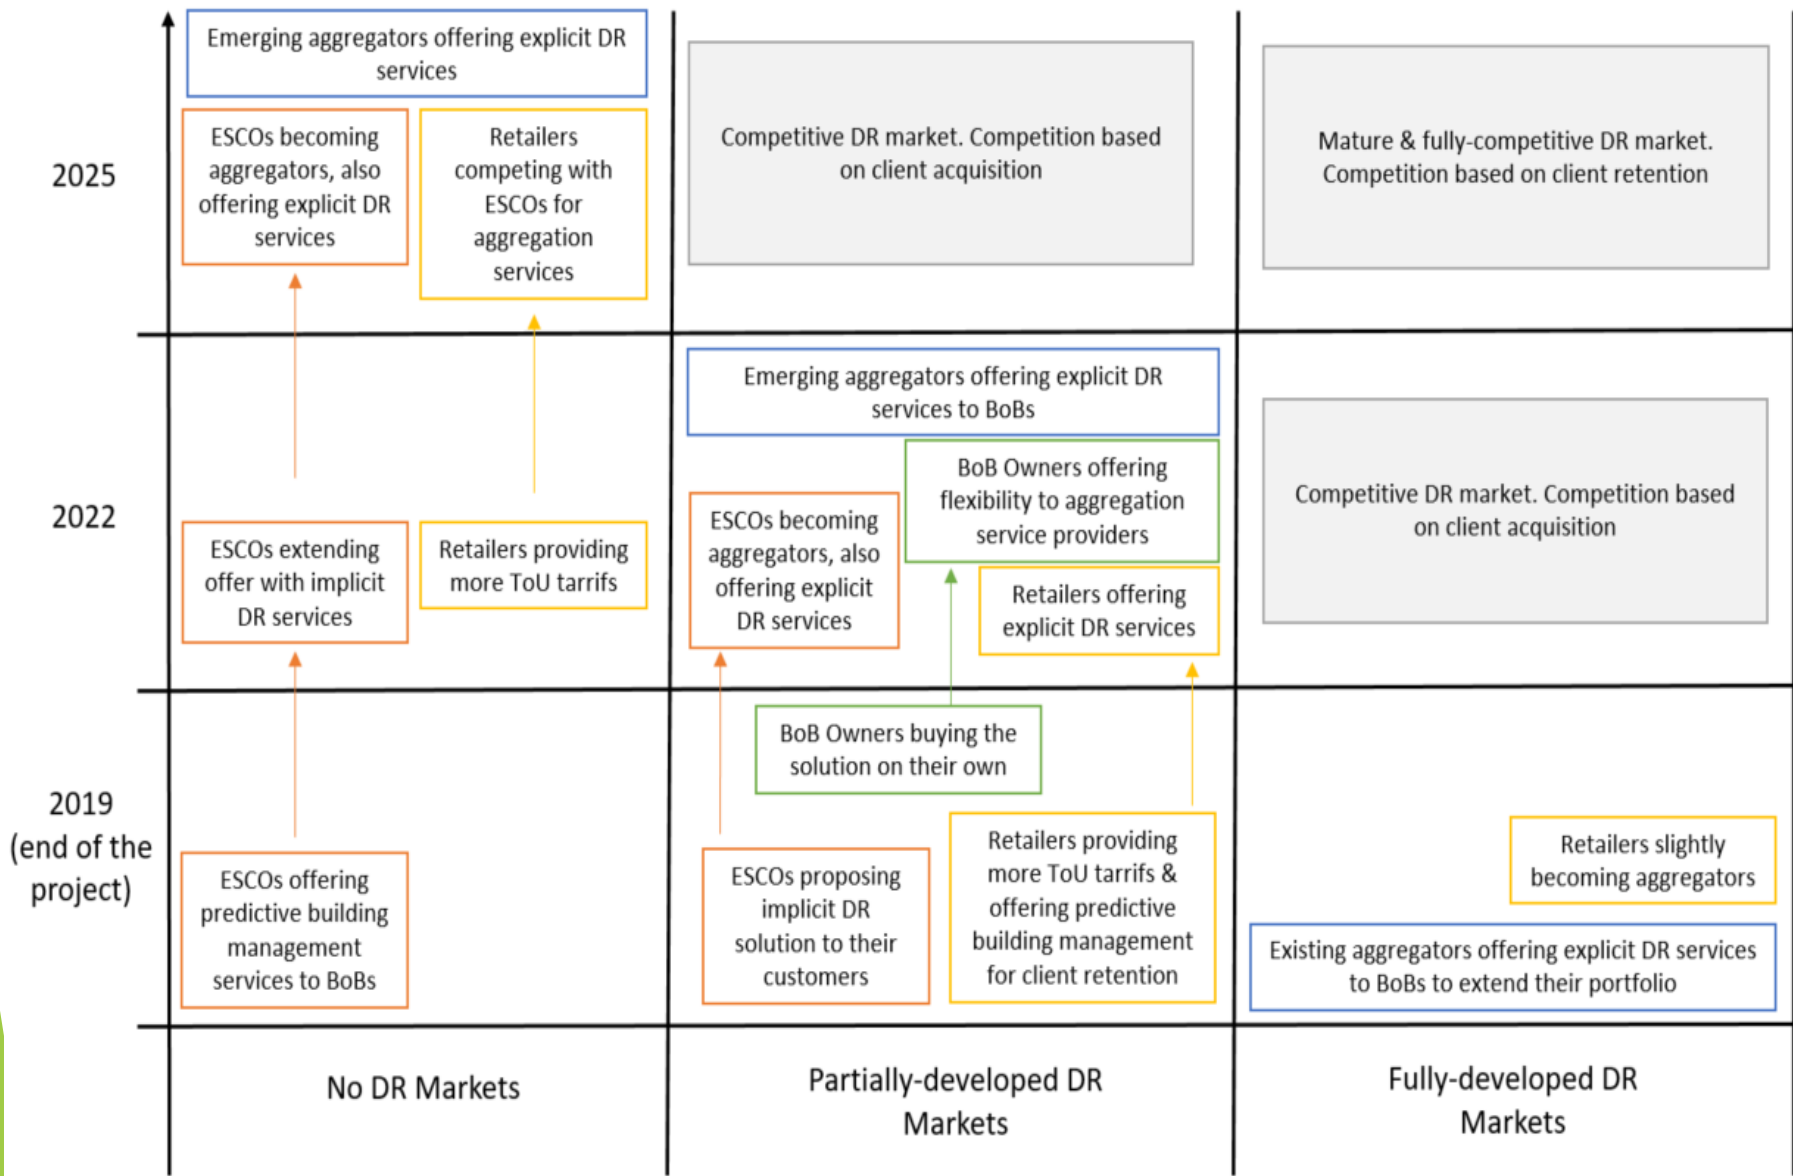 Emerging aggregators offering explicit DR
services
2025
ESCOs becoming
aggregators, also
offering explicit DR
services
Retailers
competing with
ESCOs for
aggregation
services
Competitive DR market. Competition based
on client acquisition
Mature & fully-competitive DR market.
Competition based on client retention
2022
ESCOs extending
offer with implicit
DR services
Retailers providing
more ToU tarrifs
Emerging aggregators offering explicit DR
services to BoBs
ESCOs becoming
aggregators, also
offering explicit
DR services
BoB Owners offering
flexibility to aggregation
service providers
Retailers offering
explicit DR services
Competitive DR market. Competition based
on client acquisition
2019
(end of the
project)
ESCOs offering
predictive building
management
services to BoBs
BoB Owners buying the
solution on their own
ESCOs proposing
implicit DR
solution to their
customers
Retailers providing
more ToU tarrifs &
offering predictive
building management
for client retention
Retailers slightly
becoming aggregators
Existing aggregators offering explicit DR services
to BoBs to extend their portfolio
No DR Markets
Partially-developed DR
Markets
Fully-developed DR
Markets